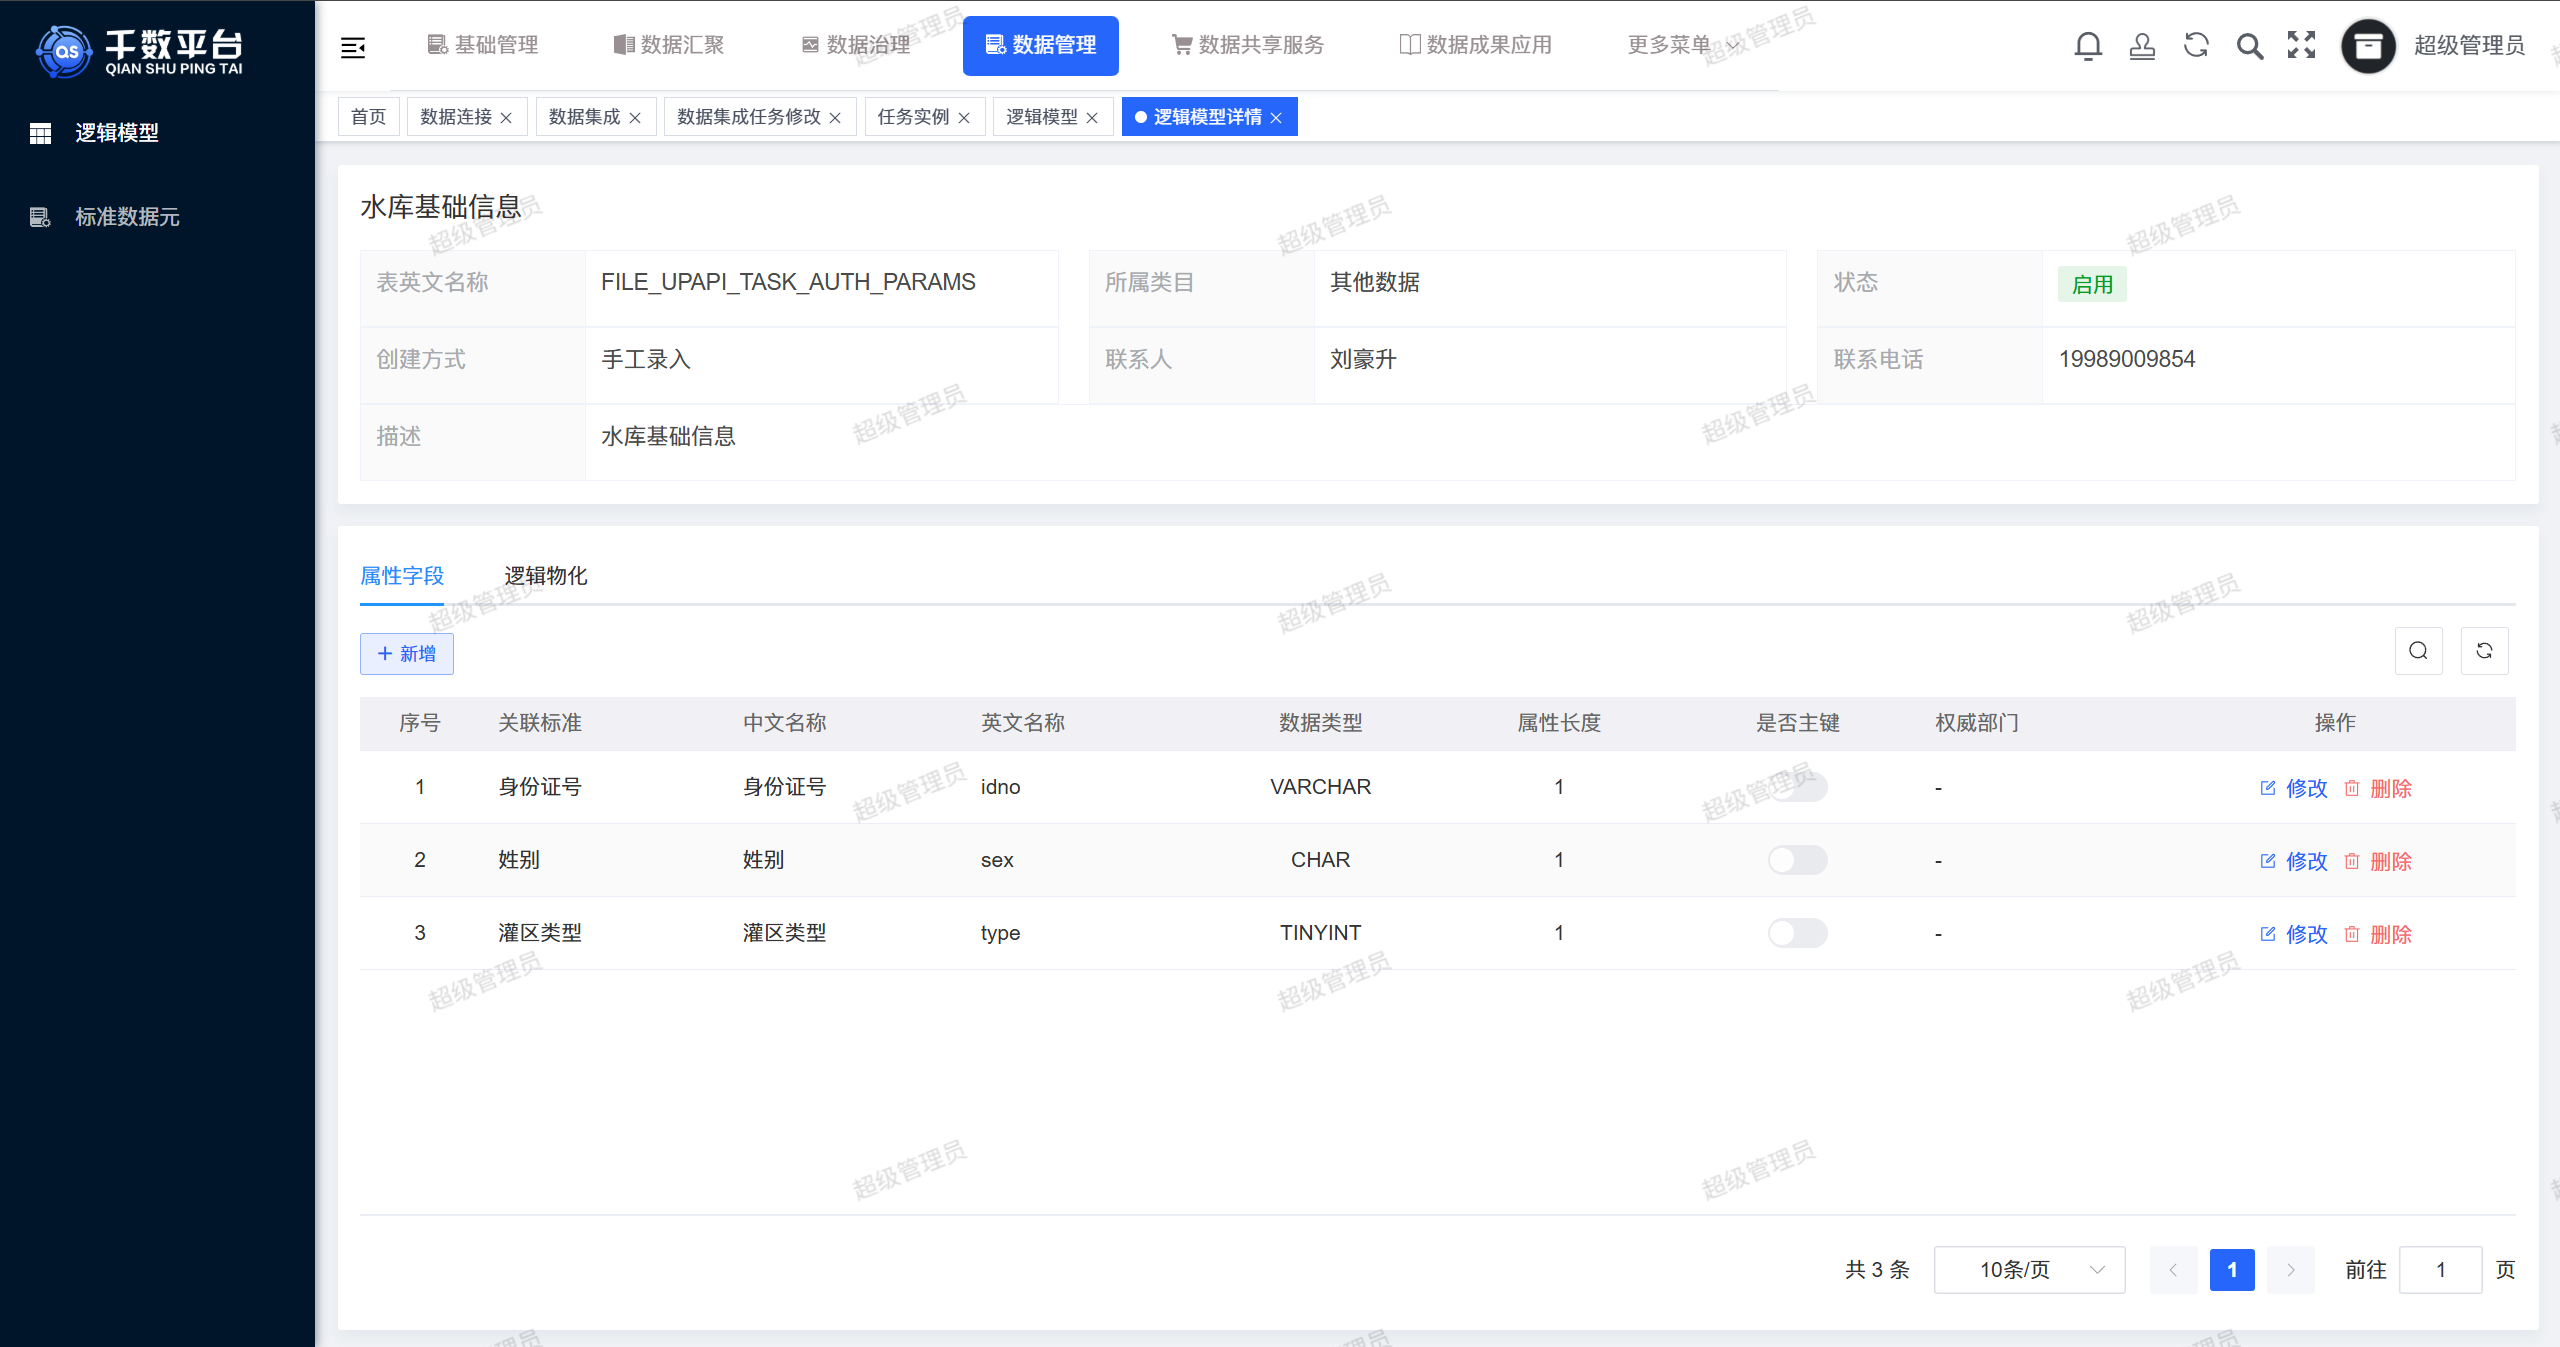 千数平台
QIAN SHU PING TAI
逻辑模型
标准数据元
基础管理 数据汇聚 数据治理 数据管理 数据共享服务 数据成果应用 更多菜单 超级管理员
首页 数据连接 数据集成 数据集成任务修改 任务实例 逻辑模型 逻辑模型详情
水库基础信息
表英文名称 FILE_UPAPI_TASK_AUTH_PARAMS 所属类目 其他数据 状态 启用
创建方式 手工录入 联系人 刘豪升 联系电话 19989009854
描述 水库基础信息
属性字段 逻辑物化
新增
序号 关联标准 中文名称 英文名称 数据类型 属性长度 是否主键 权威部门 操作
1 身份证号 身份证号 idno VARCHAR 1 - 修改 删除
2 姓别 姓别 sex CHAR 1 - 修改 删除
3 灌区类型 灌区类型 type TINYINT 1 - 修改 删除
共 3 条 10条/页 1 前往 1 页
超级管理员